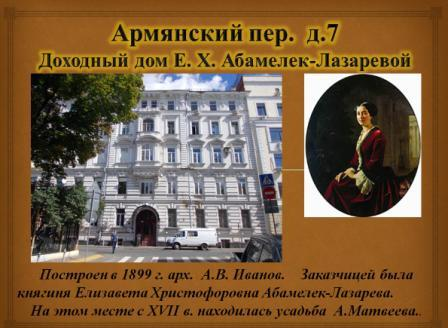 Армянский пер. д.7
Доходный дом Е. Х. Абамелек-Лазаревой
Построен в 1899 г. арх. А.В. Иванов. Заказчицей была
княгиня Елизавета Христофоровна Абамелек-Лазарева.
На этом месте с XVII в. находилась усадьба А.Матвеева..